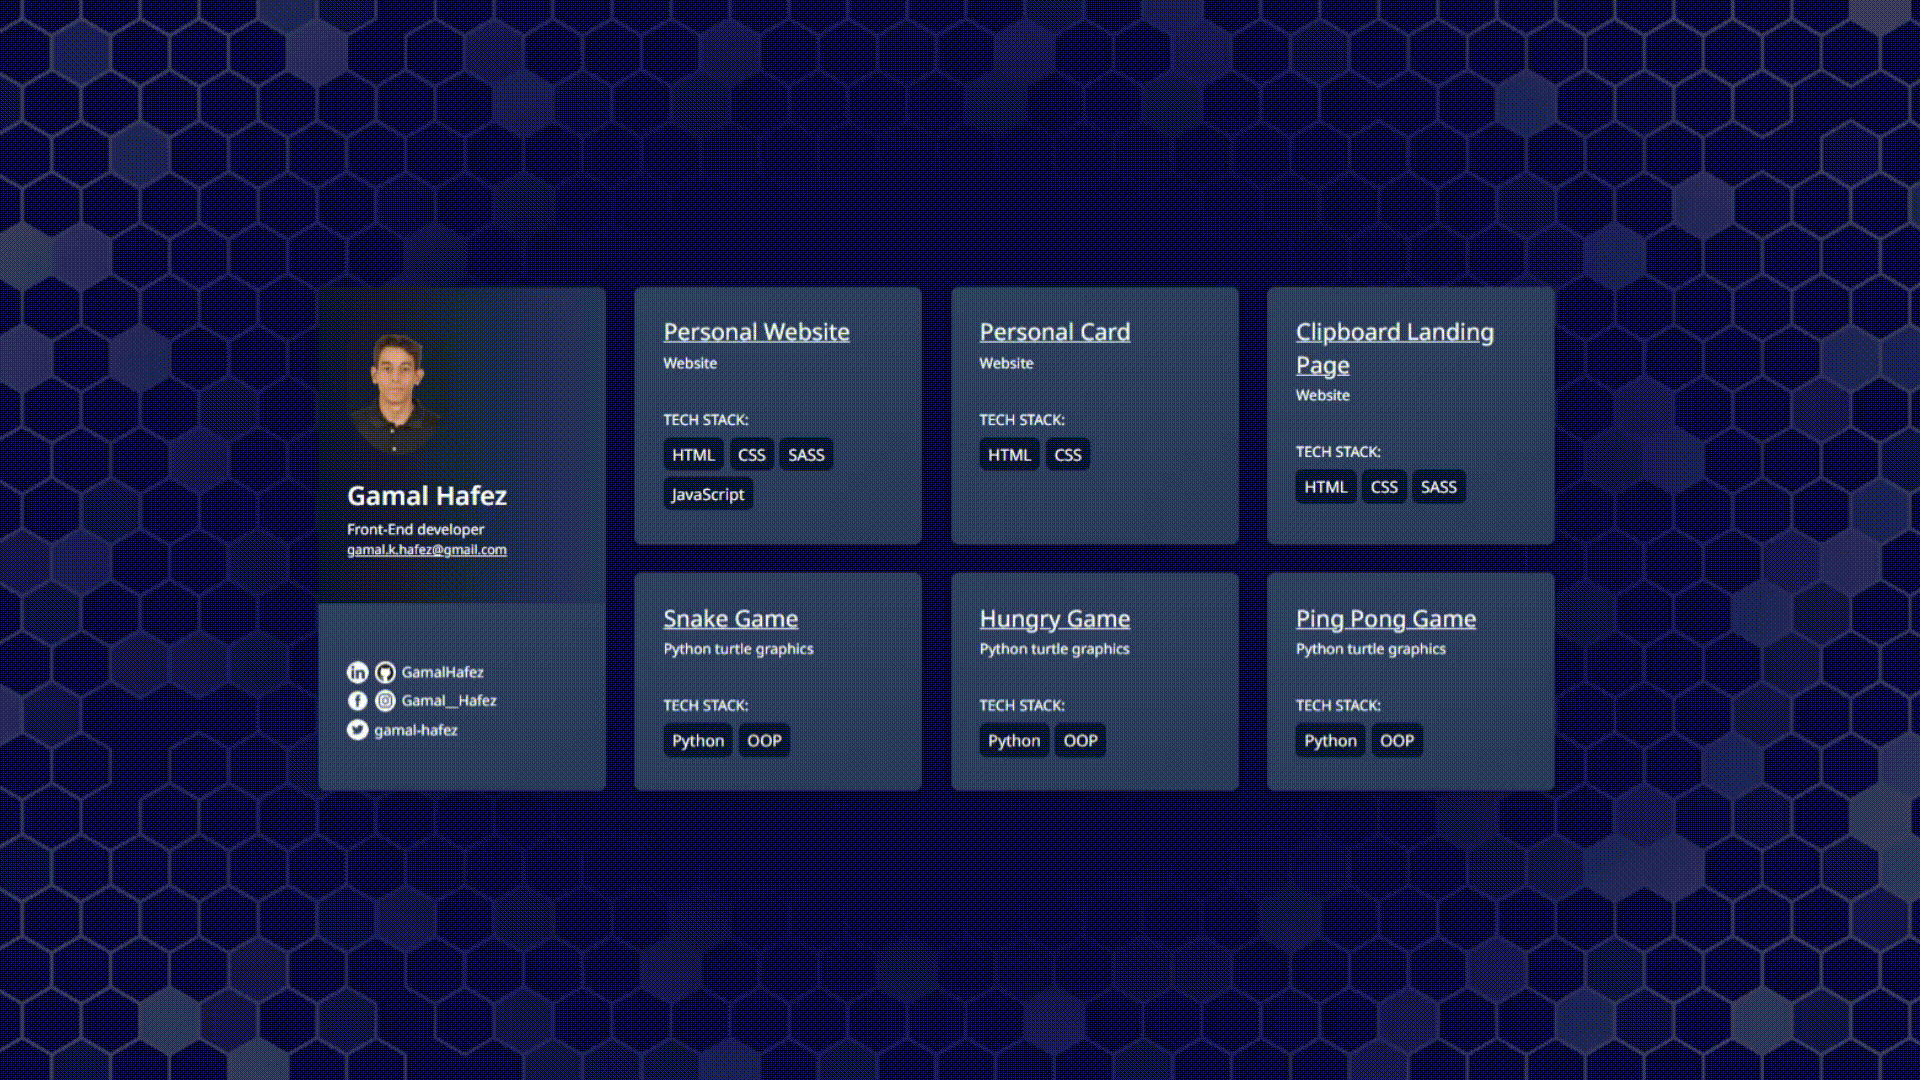 Gamal Hafez
Front-End developer
gamal.k.hafez@gmail.com
in GamalHafez
f Gamal__Hafez
gamal-hafez
Personal Website
Website
TECH STACK:
HTML CSS SASS
JavaScript
Personal Card
Website
TECH STACK:
HTML CSS
Clipboard Landing
Page
Website
TECH STACK:
HTML CSS SASS
Snake Game
Python turtle graphics
TECH STACK:
Python OOP
Hungry Game
Python turtle graphics
TECH STACK:
Python OOP
Ping Pong Game
Python turtle graphics
TECH STACK:
Python OOP